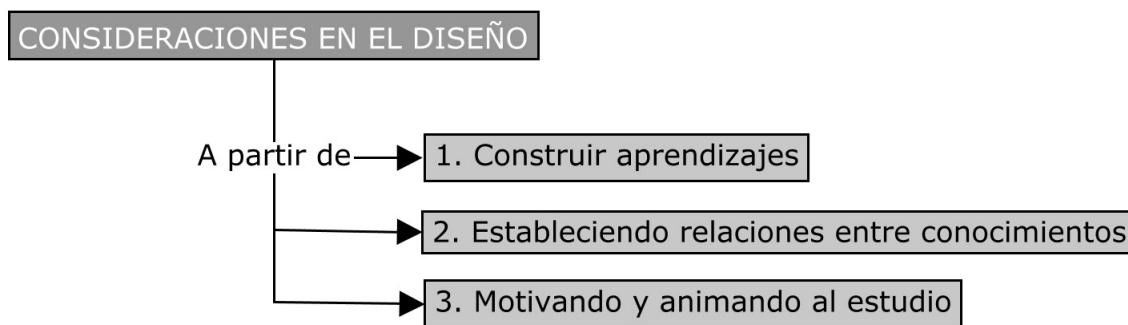 CONSIDERACIONES EN EL DISEÑO
A partir de
1. Construir aprendizajes
2. Estableciendo relaciones entre conocimientos
3. Motivando y animando al estudio